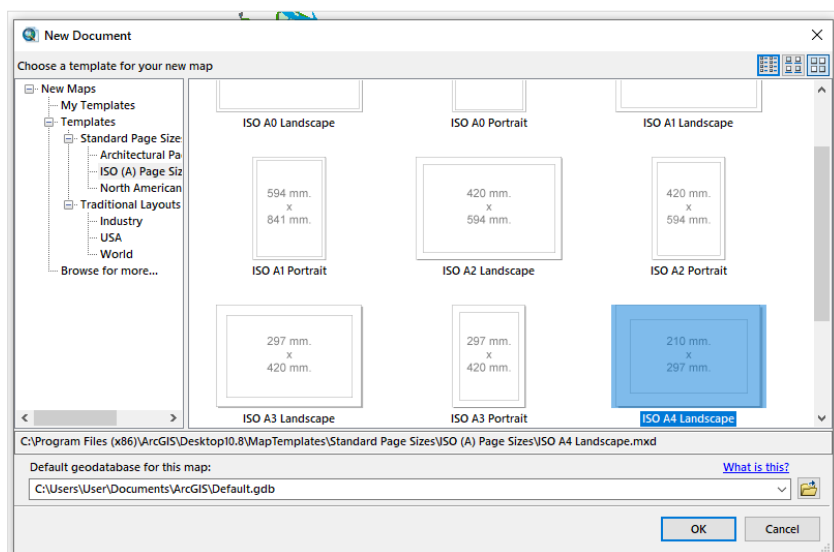 New Document
Choose a template for your new map
New Maps
My Templates
Templates
Standard Page Size
Architectural Pa
ISO (A) Page Siz
North American
Traditional Layouts
Industry
USA
World
Browse for more...
ISO A0 Landscape
ISO A0 Portrait
ISO A1 Landscape
594 mm.
x
841 mm.
420 mm.
x
594 mm.
420 mm.
x
594 mm.
ISO A1 Portrait
ISO A2 Landscape
ISO A2 Portrait
297 mm.
x
420 mm.
297 mm.
x
420 mm.
210 mm.
x
297 mm.
ISO A3 Landscape
ISO A3 Portrait
ISO A4 Landscape
C:\Program Files (x86)\ArcGIS\Desktop10.8\MapTemplates\Standard Page Sizes\ISO (A) Page Sizes\ISO A4 Landscape.mxd
Default geodatabase for this map:
What is this?
C:\Users\User\Documents\ArcGIS\Default.gdb
OK
Cancel